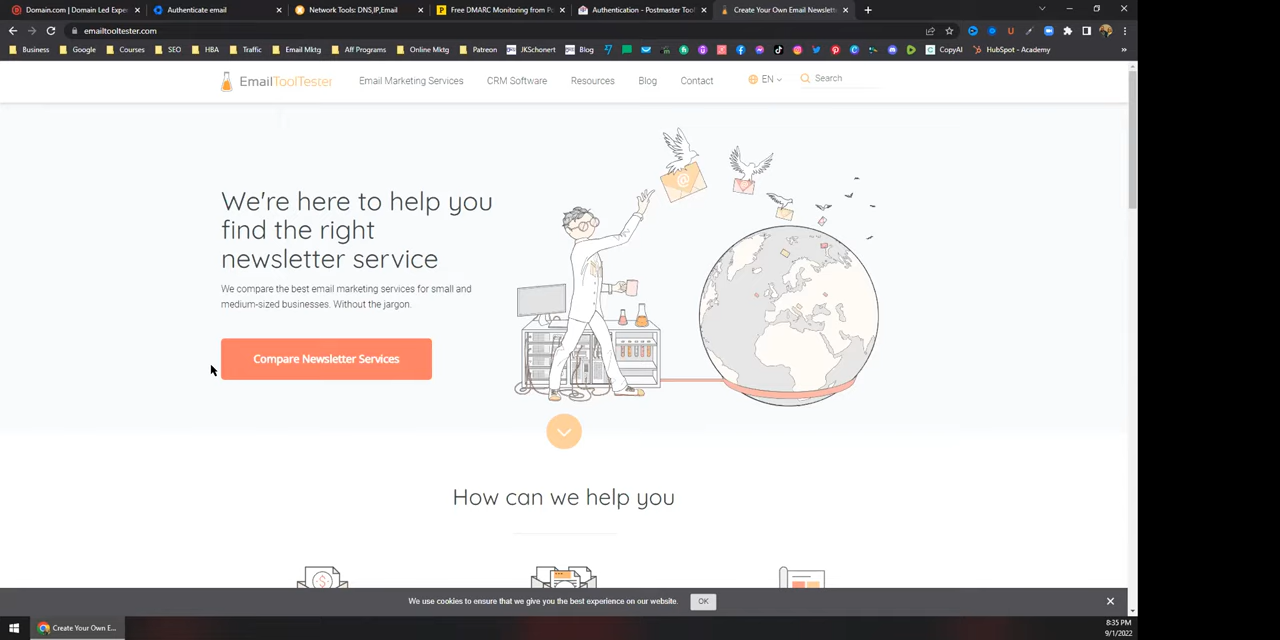 Domain.com | Domain Led Exper
Authenticate email
Network Tools: DNS,IP,Email
Free DMARC Monitoring from Po
Authentication - Postmaster Tool
Create Your Own Email Newslett
emailtooltester.com
Business
Google
Courses
SEO
HBA
Traffic
Email Mktg
Aff Programs
Online Mktg
Patreon
JKSchonert
Blog
CopyAI
HubSpot - Academy
»
EmailToolTester
Email Marketing Services
CRM Software
Resources
Blog
Contact
EN
Search
We're here to help you
find the right
newsletter service
We compare the best email marketing services for small and
medium-sized businesses. Without the jargon.
Compare Newsletter Services
How can we help you
We use cookies to ensure that we give you the best experience on our website.
OK
Create Your Own E...
8:35 PM
9/1/2022